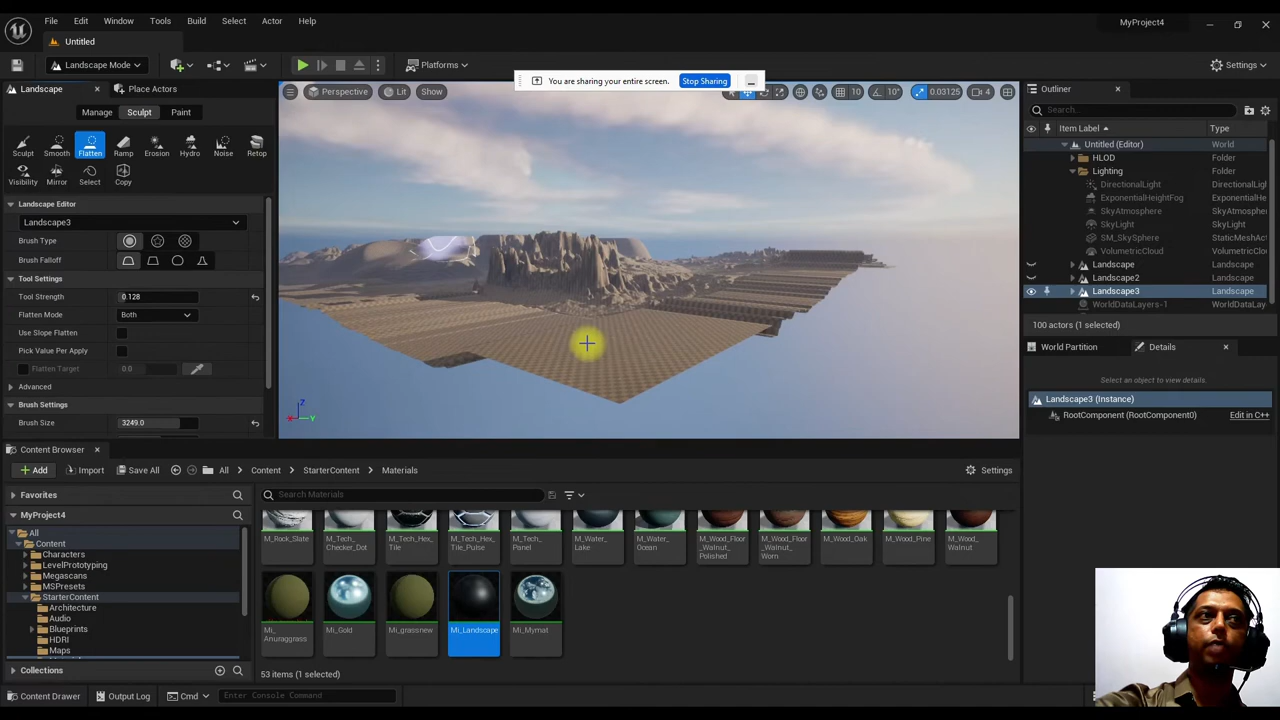 File Edit Window Tools Build Select Actor Help
MyProject4
Untitled
Landscape Mode
Platforms
You are sharing your entire screen. Stop Sharing
Settings
Place Actors
Perspective Lit Show
10 10° 0.03125 4
Outliner
Manage Sculpt Paint
Search...
Item Label Type
Sculpt Smooth Flatten Ramp Erosion Hydro Noise Retop
Visibility Mirror Select Copy
Untitled (Editor) World
HLOD Folder
Lighting Folder
DirectionalLight DirectionalL
ExponentialHeightFog ExponentialHe
SkyAtmosphere SkyAtmosphe
SkyLight SkyLight
SM_SkySphere StaticMeshAc
VolumetricCloud VolumetricClo
Landscape Landscape
Landscape2 Landscape
Landscape3 Landscape
WorldDataLayers-1 WorldDataLay
100 actors (1 selected)
Landscape Editor
Landscape3
Brush Type
Brush Falloff
Tool Settings
Tool Strength 0.128
Flatten Mode Both
Use Slope Flatten
Pick Value Per Apply
Flatten Target 0.0
Advanced
Brush Settings
Brush Size 3249.0
Z
X Y
World Partition Details
Select an object to view details.
Landscape3 (Instance)
RootComponent (RootComponent0) Edit in C++
Content Browser
Add Import Save All All Content StarterContent Materials Settings
Favorites
Search Materials
MyProject4
All
Content
Characters
LevelPrototyping
Megascans
MSPresets
StarterContent
Architecture
Audio
Blueprints
HDRI
Maps
Collections
M_Rock_Slate
M_Tech_Checker_Dot
M_Tech_Hex_Tile
M_Tech_Hex_Tile_Pulse
M_Tech_Panel
M_Water_Lake
M_Water_Ocean
M_Wood_Floor_Walnut_Polished
M_Wood_Floor_Walnut_Worn
M_Wood_Oak
M_Wood_Pine
M_Wood_Walnut
Mi_Anuraggrass
Mi_Gold
Mi_grassnew
Mi_Landscape
Mi_Mymat
53 items (1 selected)
Content Drawer Output Log Cmd Enter Console Command